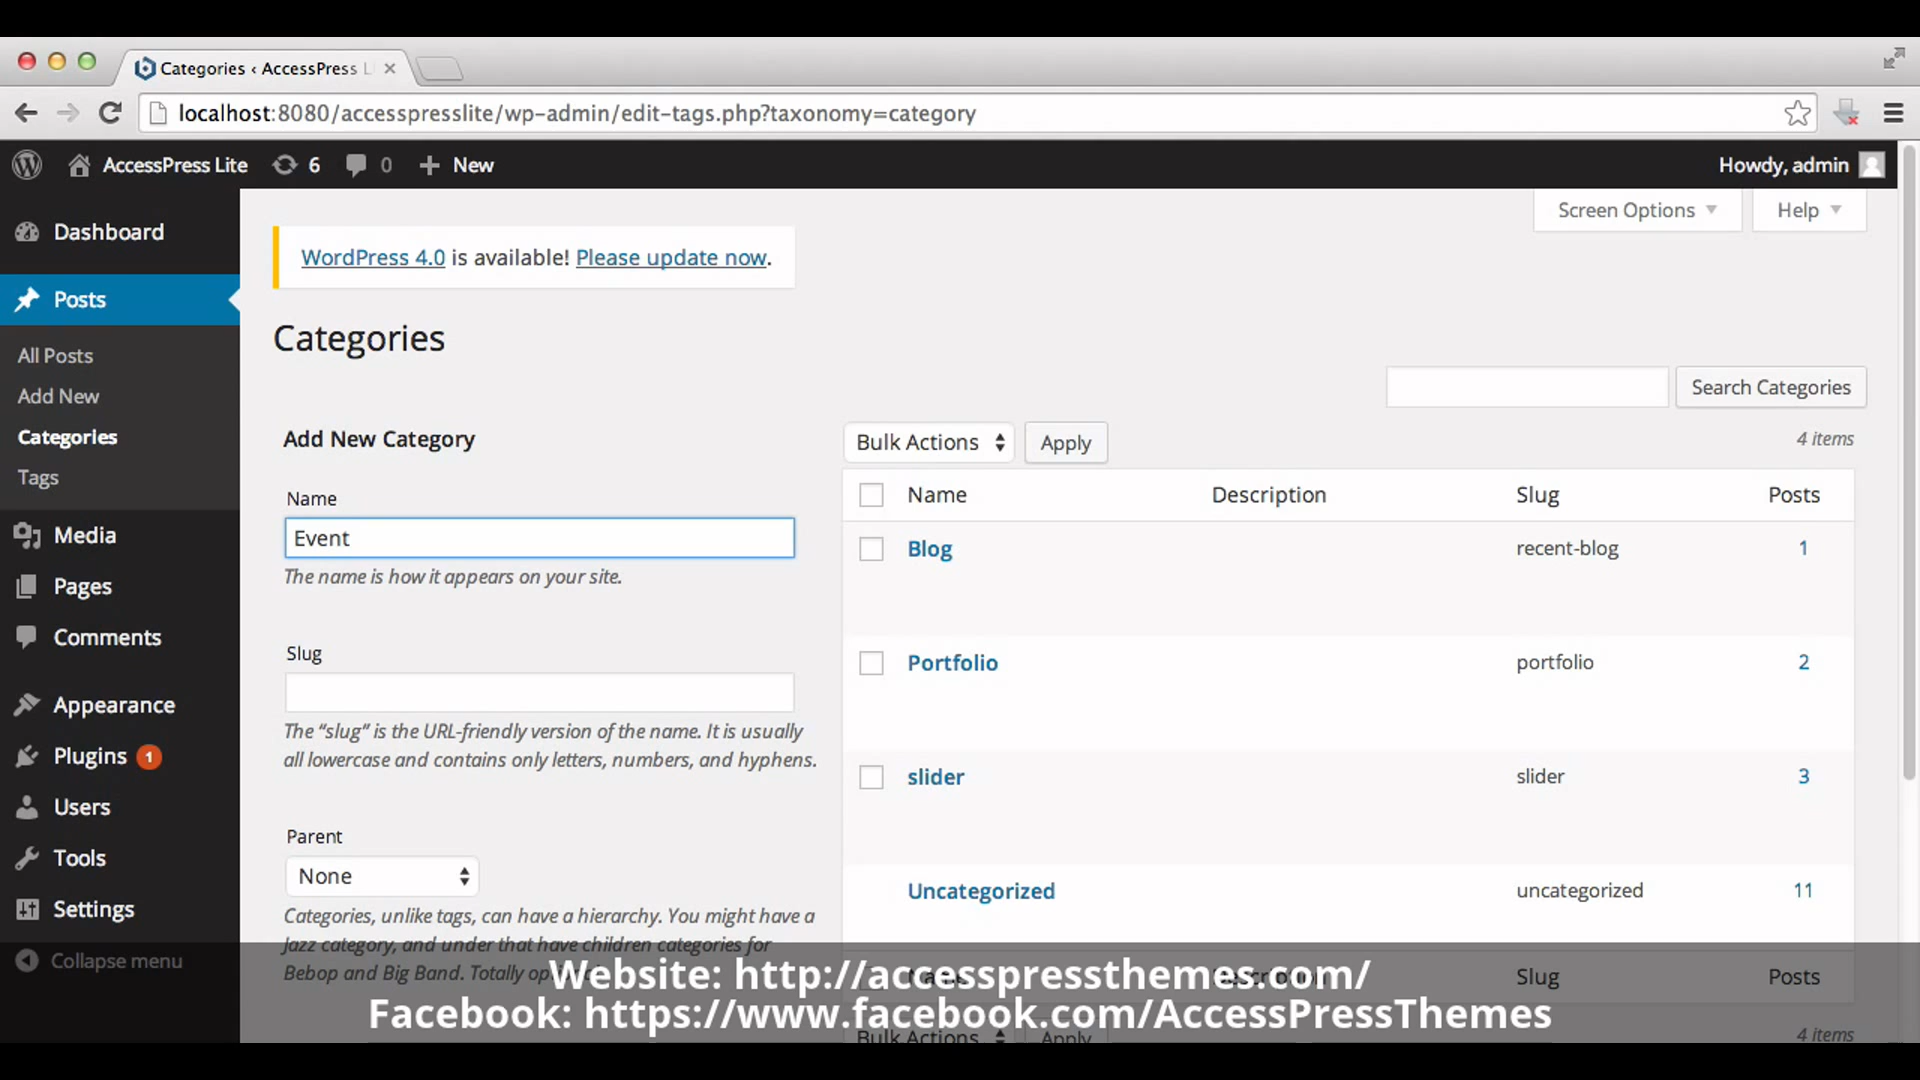 Categories ‹ AccessPress L
localhost:8080/accesspresslite/wp-admin/edit-tags.php?taxonomy=category
AccessPress Lite 6 0 + New Howdy, admin
Screen Options Help
Dashboard
Posts
All Posts
Add New
Categories
Tags
Media
Pages
Comments
Appearance
Plugins 1
Users
Tools
Settings
Collapse menu
WordPress 4.0 is available! Please update now.
Categories
Search Categories
Add New Category
Name
Event
The name is how it appears on your site.
Slug
The “slug” is the URL-friendly version of the name. It is usually
all lowercase and contains only letters, numbers, and hyphens.
Parent
None
Categories, unlike tags, can have a hierarchy. You might have a
Jazz category, and under that have children categories for
Bebop and Big Band. Totally
Bulk Actions Apply 4 items
Name Description Slug Posts
Blog recent-blog 1
Portfolio portfolio 2
slider slider 3
Uncategorized uncategorized 11
Slug Posts
Bulk Actions Apply 4 items
Website: http://accesspressthemes.com/
Facebook: https://www.facebook.com/AccessPressThemes